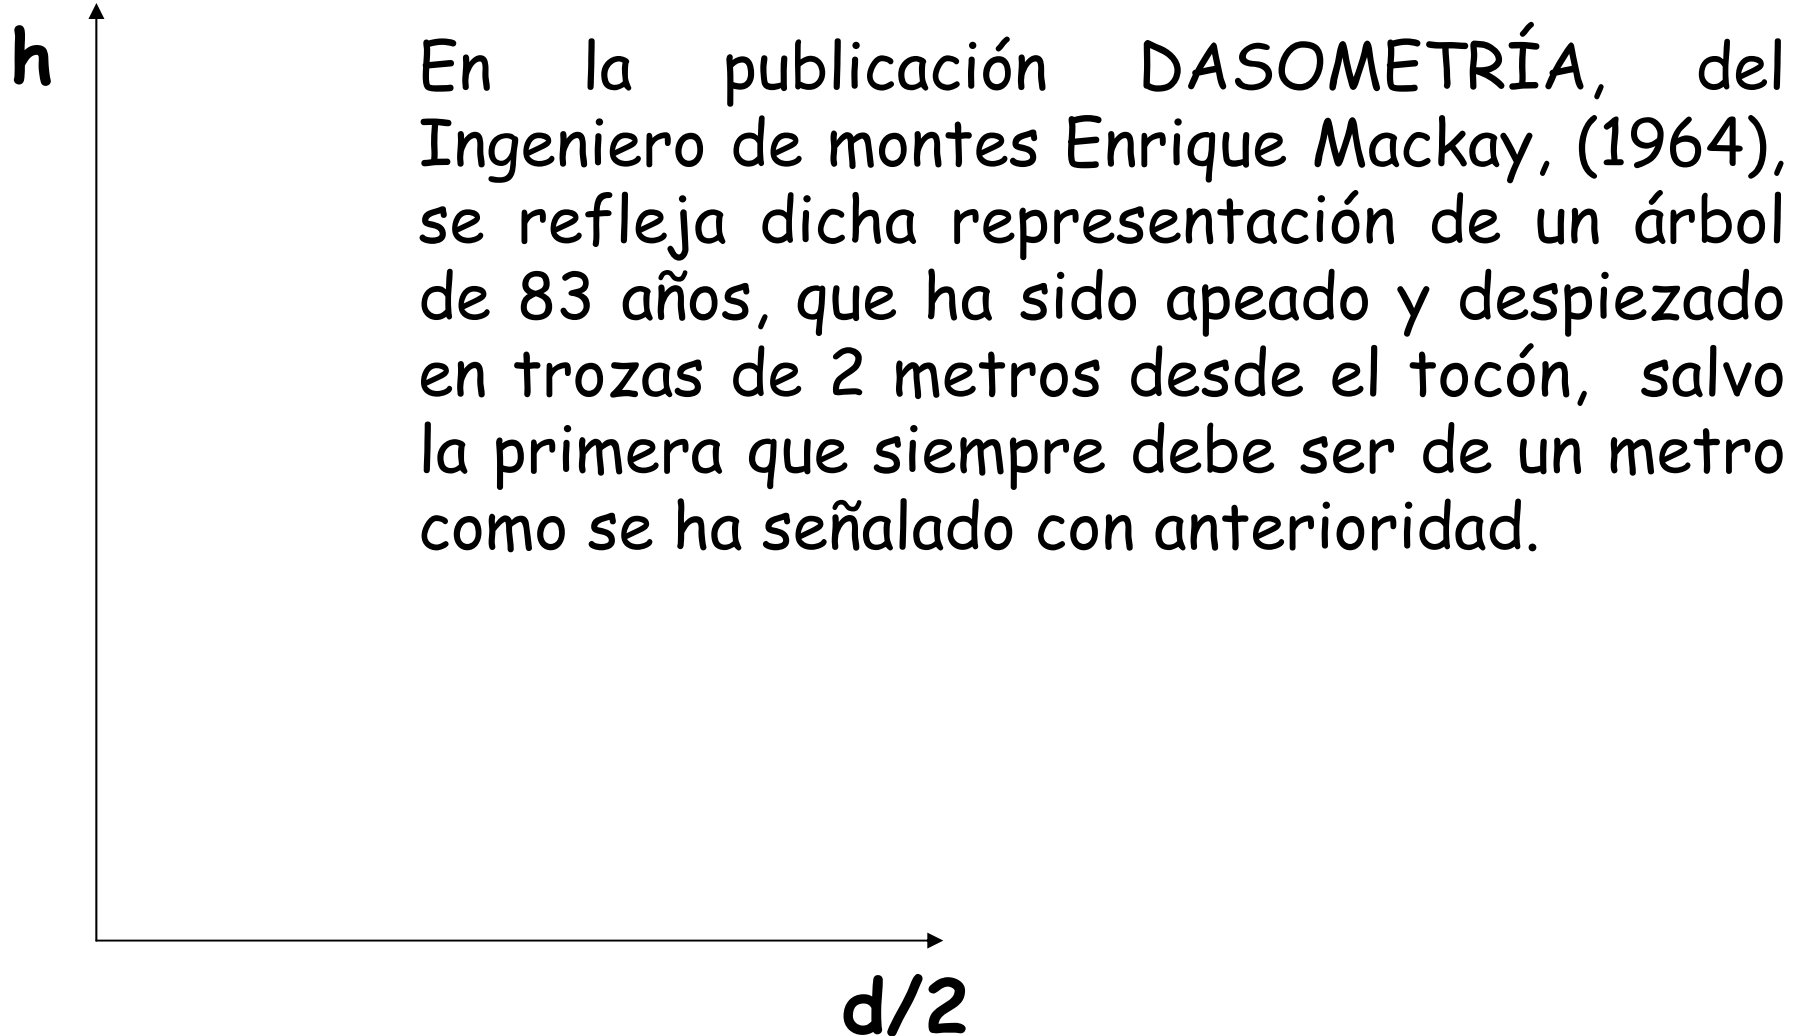 h
En la publicación DASOMETRÍA, del
Ingeniero de montes Enrique Mackay, (1964),
se refleja dicha representación de un árbol
de 83 años, que ha sido apeado y despiezado
en trozas de 2 metros desde el tocón, salvo
la primera que siempre debe ser de un metro
como se ha señalado con anterioridad.
d/2